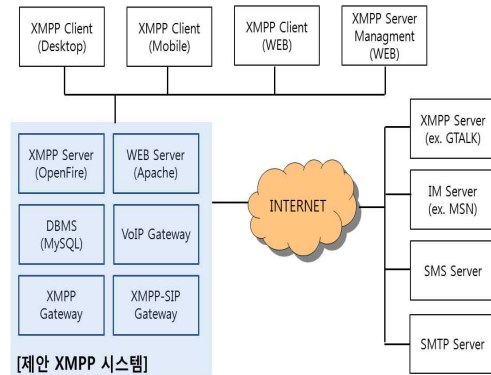 XMPP Client
(Desktop)
XMPP Client
(Mobile)
XMPP Client
(WEB)
XMPP Server
Managment
(WEB)
XMPP Server
(OpenFire)
WEB Server
(Apache)
DBMS
(MySQL)
VoIP Gateway
XMPP
Gateway
XMPP-SIP
Gateway
[제안 XMPP 시스템]
INTERNET
XMPP Server
(ex. GTALK)
IM Server
(ex. MSN)
SMS Server
SMTP Server